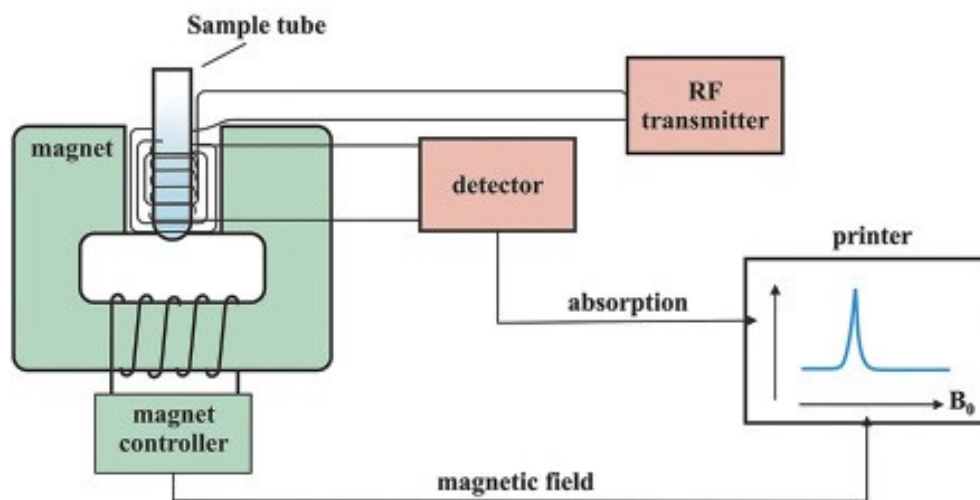 Sample tube
RF
transmitter
magnet
detector
printer
absorption
B₀
magnet
controller
magnetic field